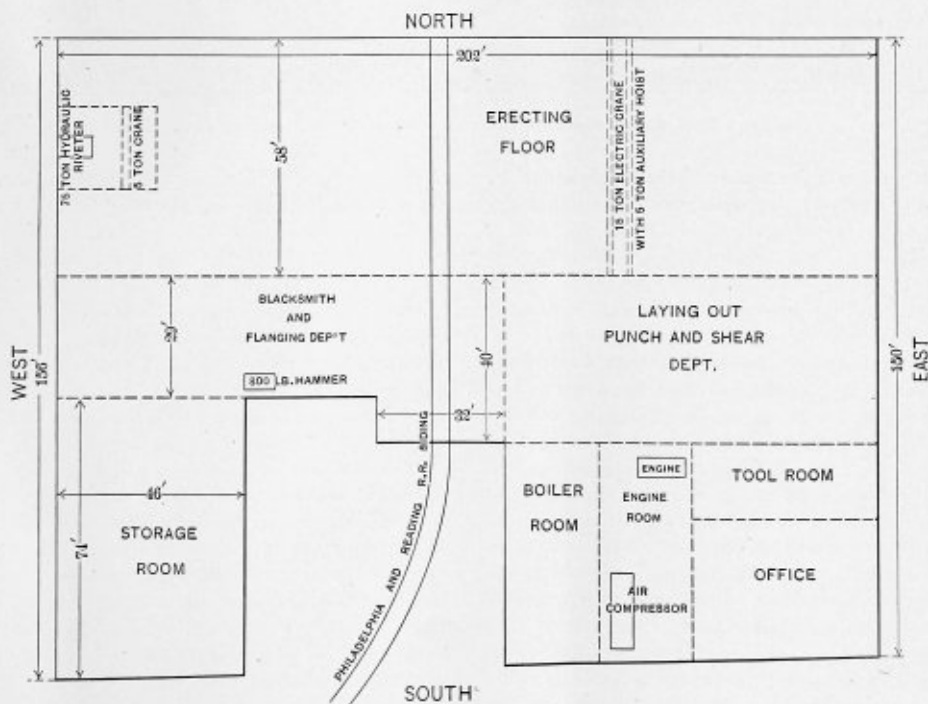 NORTH
202'
75 TON HYDRAULIC
RIVETER
5 TON CRANE
58'
ERECTING
FLOOR
15 TON ELECTRIC CRANE
WITH 5 TON AUXILIARY HOIST
WEST
156'
EAST
150'
29'
BLACKSMITH
AND
FLANGING DEP'T
800 LB. HAMMER
40'
LAYING OUT
PUNCH AND SHEAR
DEPT.
32'
46'
74'
STORAGE
ROOM
PHILADELPHIA AND READING R.R. SIDING
BOILER
ROOM
ENGINE
ENGINE
ROOM
AIR
COMPRESSOR
TOOL ROOM
OFFICE
SOUTH